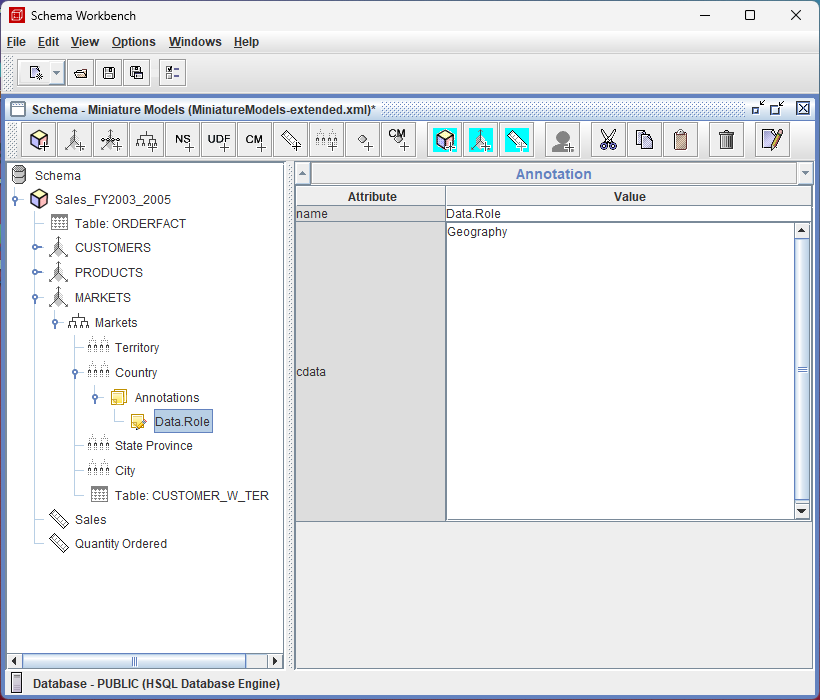 Schema Workbench
File Edit View Options Windows Help
Schema - Miniature Models (MiniatureModels-extended.xml)*
NS UDF CM CM
Schema
Sales_FY2003_2005
Table: ORDERFACT
CUSTOMERS
PRODUCTS
MARKETS
Markets
Territory
Country
Annotations
Data.Role
State Province
City
Table: CUSTOMER_W_TER
Sales
Quantity Ordered
Annotation
Attribute Value
name Data.Role
cdata Geography
Database - PUBLIC (HSQL Database Engine)